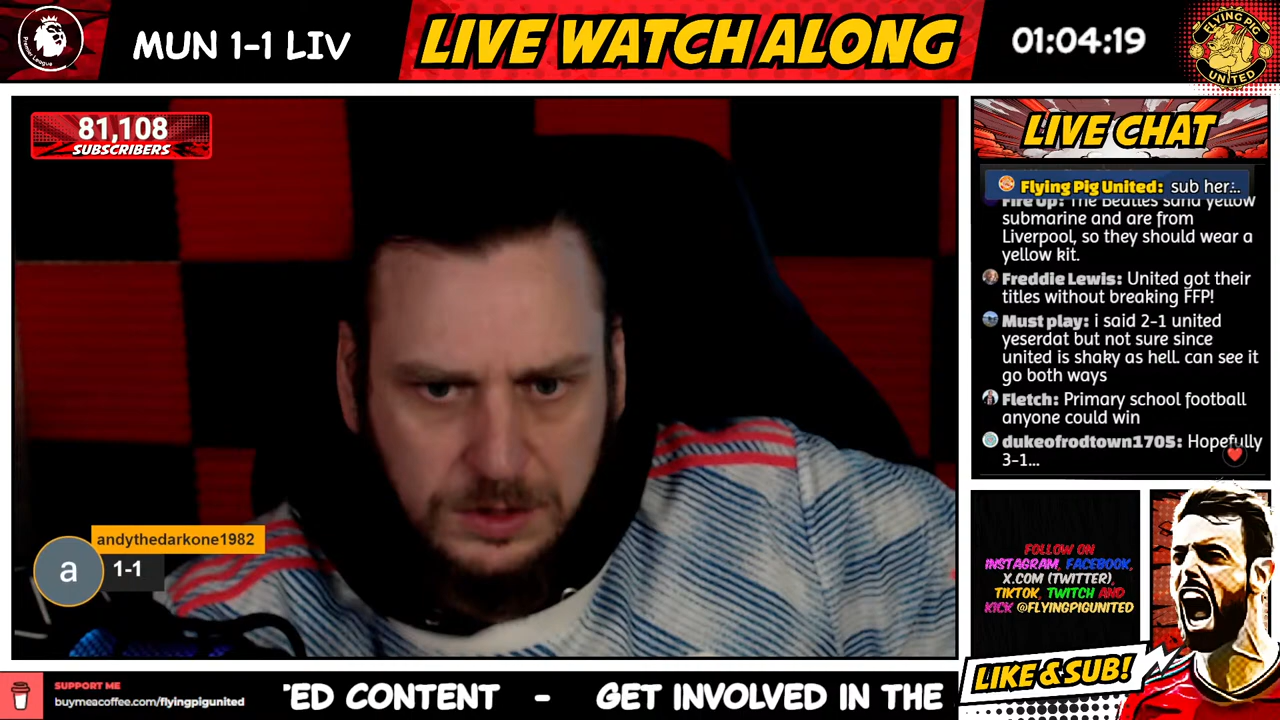 Premier League
MUN 1-1 LIV
LIVE WATCH ALONG
01:04:19
FLYING PIG
UNITED
81,108
SUBSCRIBERS
LIVE CHAT
Flying Pig United: sub her...
Fire Up: The Beatles sand yellow
submarine and are from
Liverpool, so they should wear a
yellow kit.
Freddie Lewis: United got their
titles without breaking FFP!
Must play: i said 2-1 united
yeserdat but not sure since
united is shaky as hell. can see it
go both ways
Fletch: Primary school football
anyone could win
dukeofrodtown1705: Hopefully
3-1...
andythedarkone1982
a
1-1
FOLLOW ON
INSTAGRAM, FACEBOOK,
X.COM (TWITTER),
TIKTOK, TWITCH AND
KICK @FLYINGPIGUNITED
LIKE & SUB!
SUPPORT ME
buymeacoffee.com/flyingpigunited
ED CONTENT - GET INVOLVED IN THE